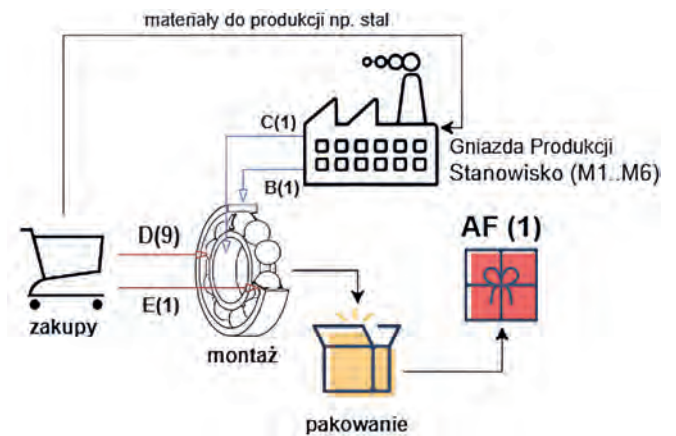 materiały do produkcji np. stal
C(1)
Gniazda Produkcji
Stanowisko (M1..M6)
B(1)
AF (1)
D(9)
E(1)
zakupy
montaż
pakowanie